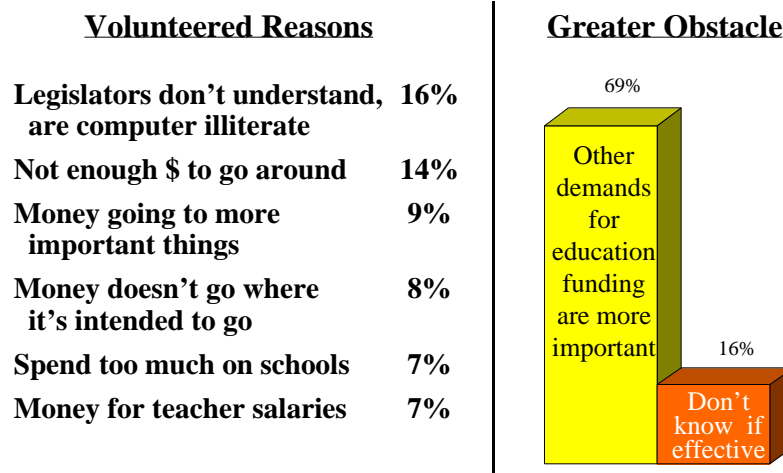 Volunteered Reasons
Legislators don't understand, 16%
are computer illiterate
Not enough $ to go around 14%
Money going to more 9%
important things
Money doesn't go where 8%
it's intended to go
Spend too much on schools 7%
Money for teacher salaries 7%
Greater Obstacle
69%
Other
demands
for
education
funding
are more
important
16%
Don't
know if
effective